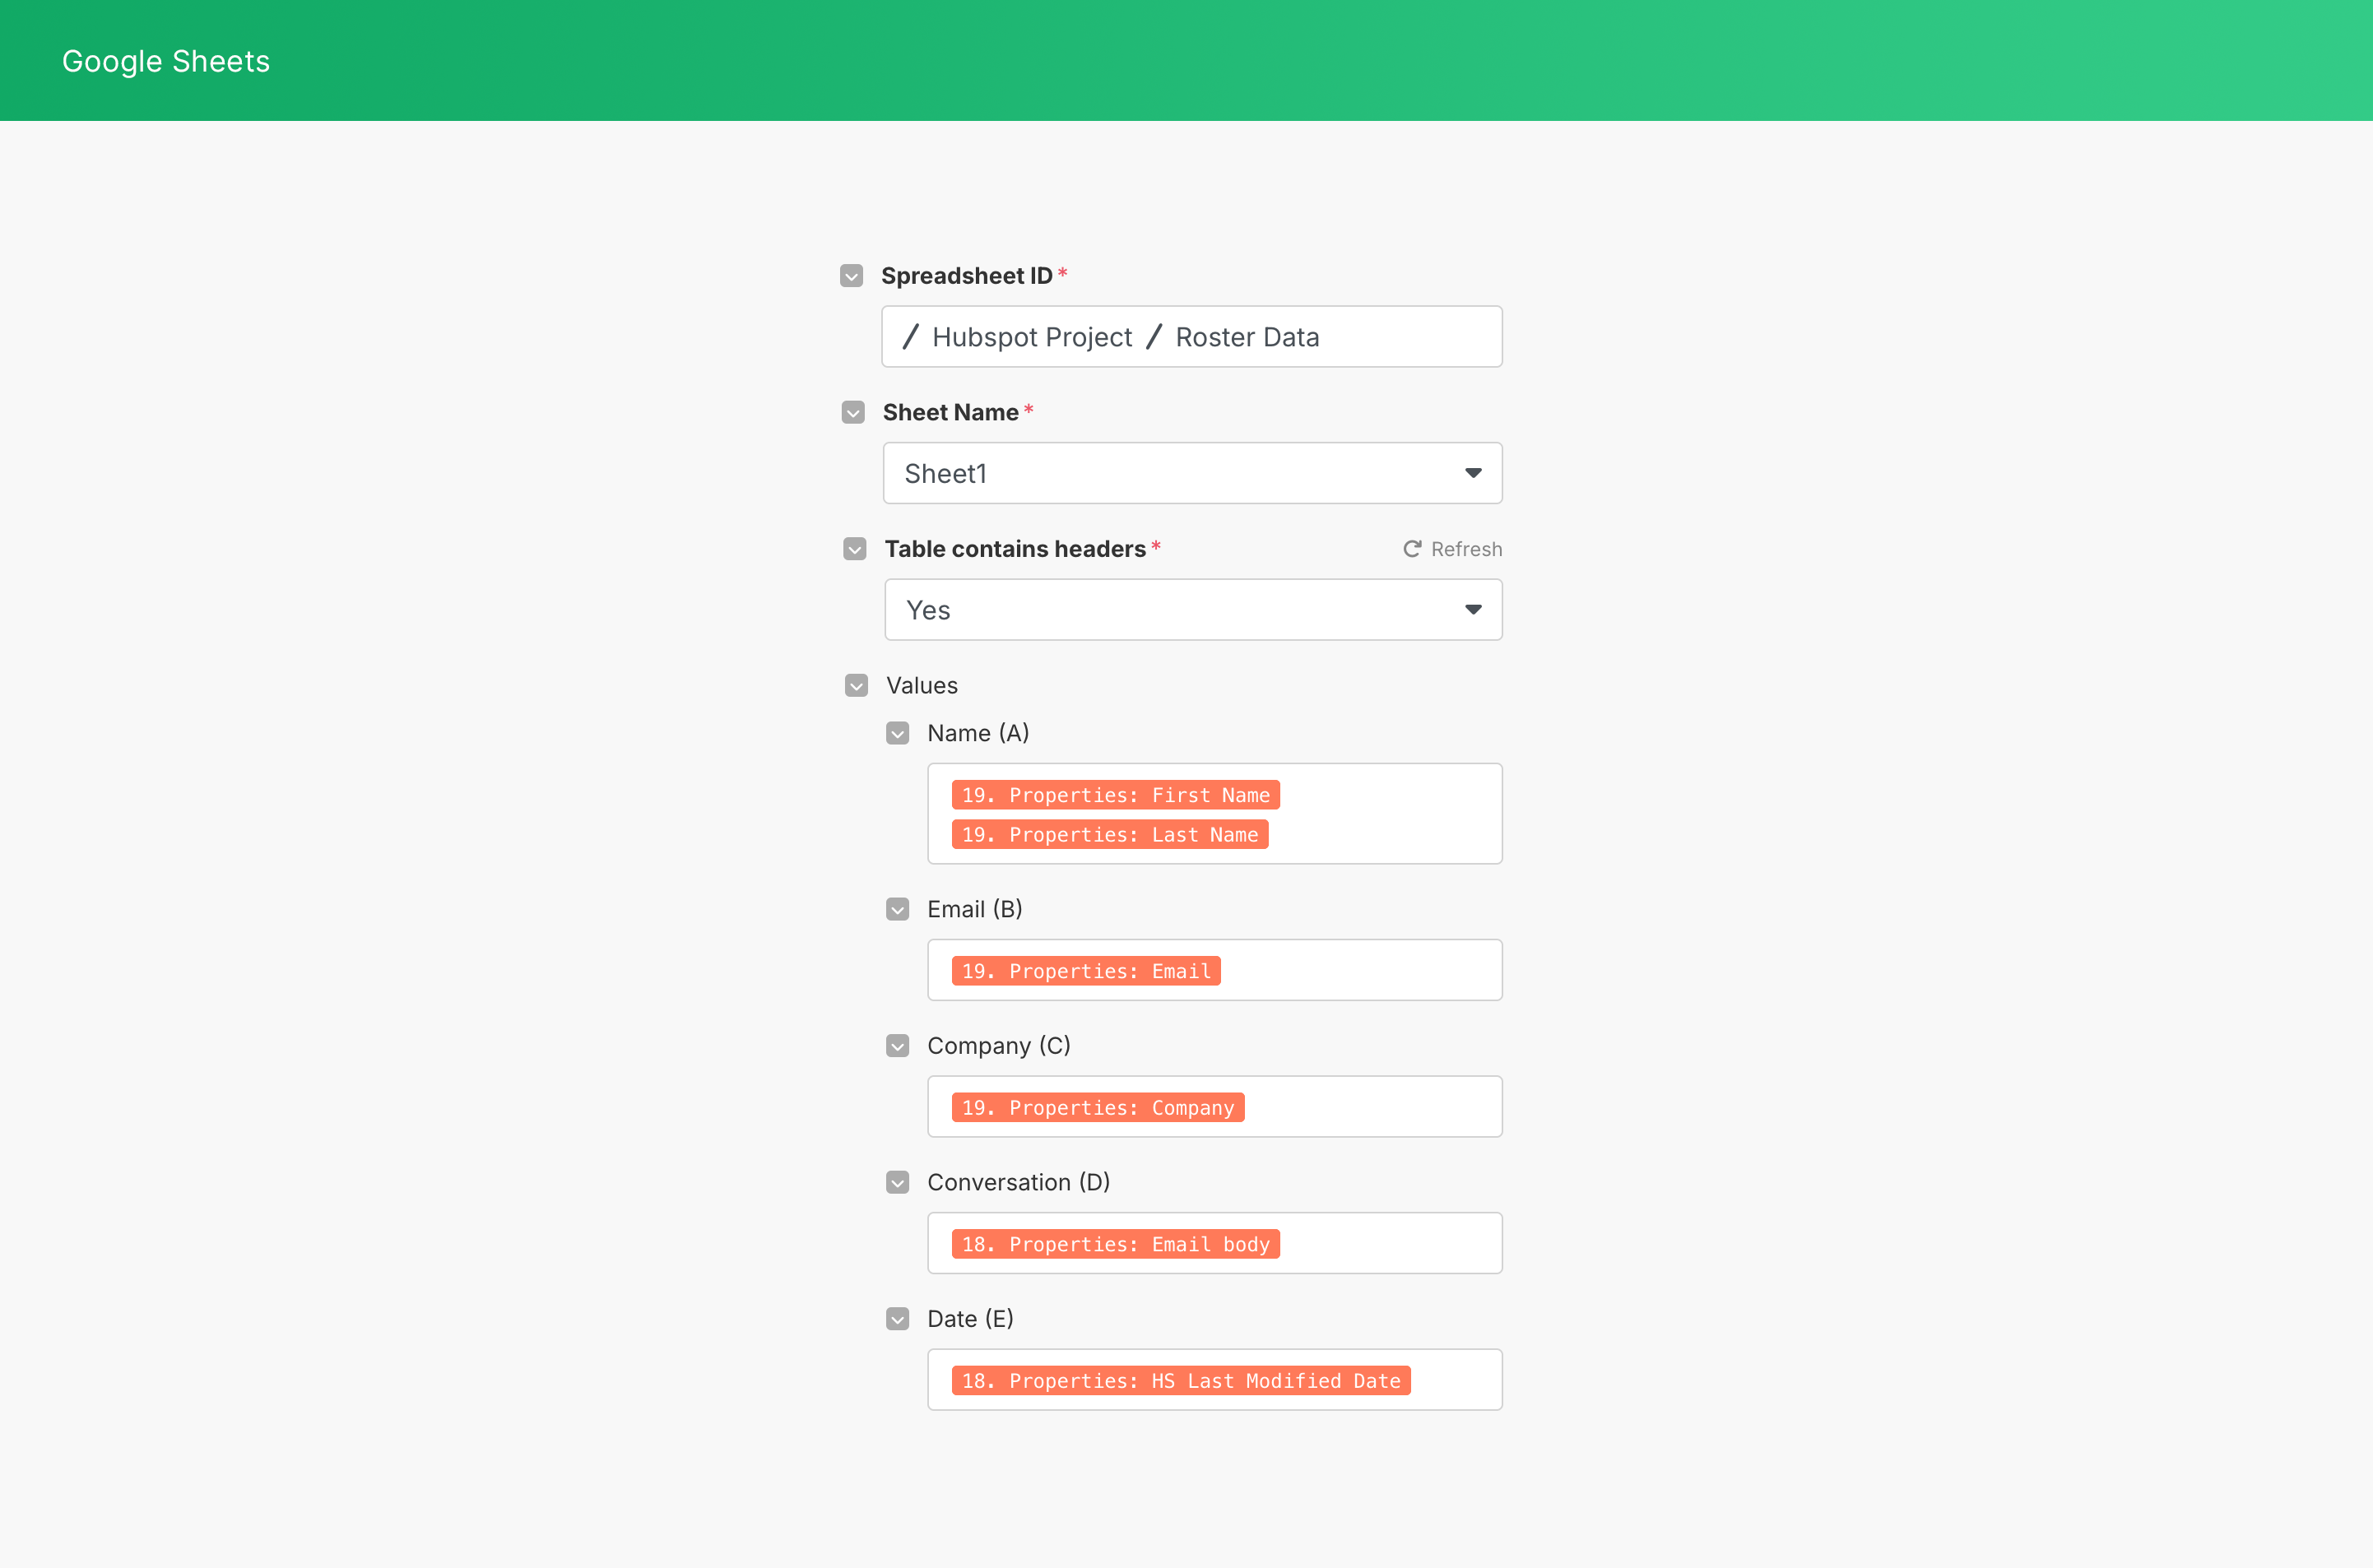 Google Sheets
Spreadsheet ID*
/ Hubspot Project / Roster Data
Sheet Name*
Sheet1
Table contains headers* Refresh
Yes
Values
Name (A)
19. Properties: First Name
19. Properties: Last Name
Email (B)
19. Properties: Email
Company (C)
19. Properties: Company
Conversation (D)
18. Properties: Email body
Date (E)
18. Properties: HS Last Modified Date